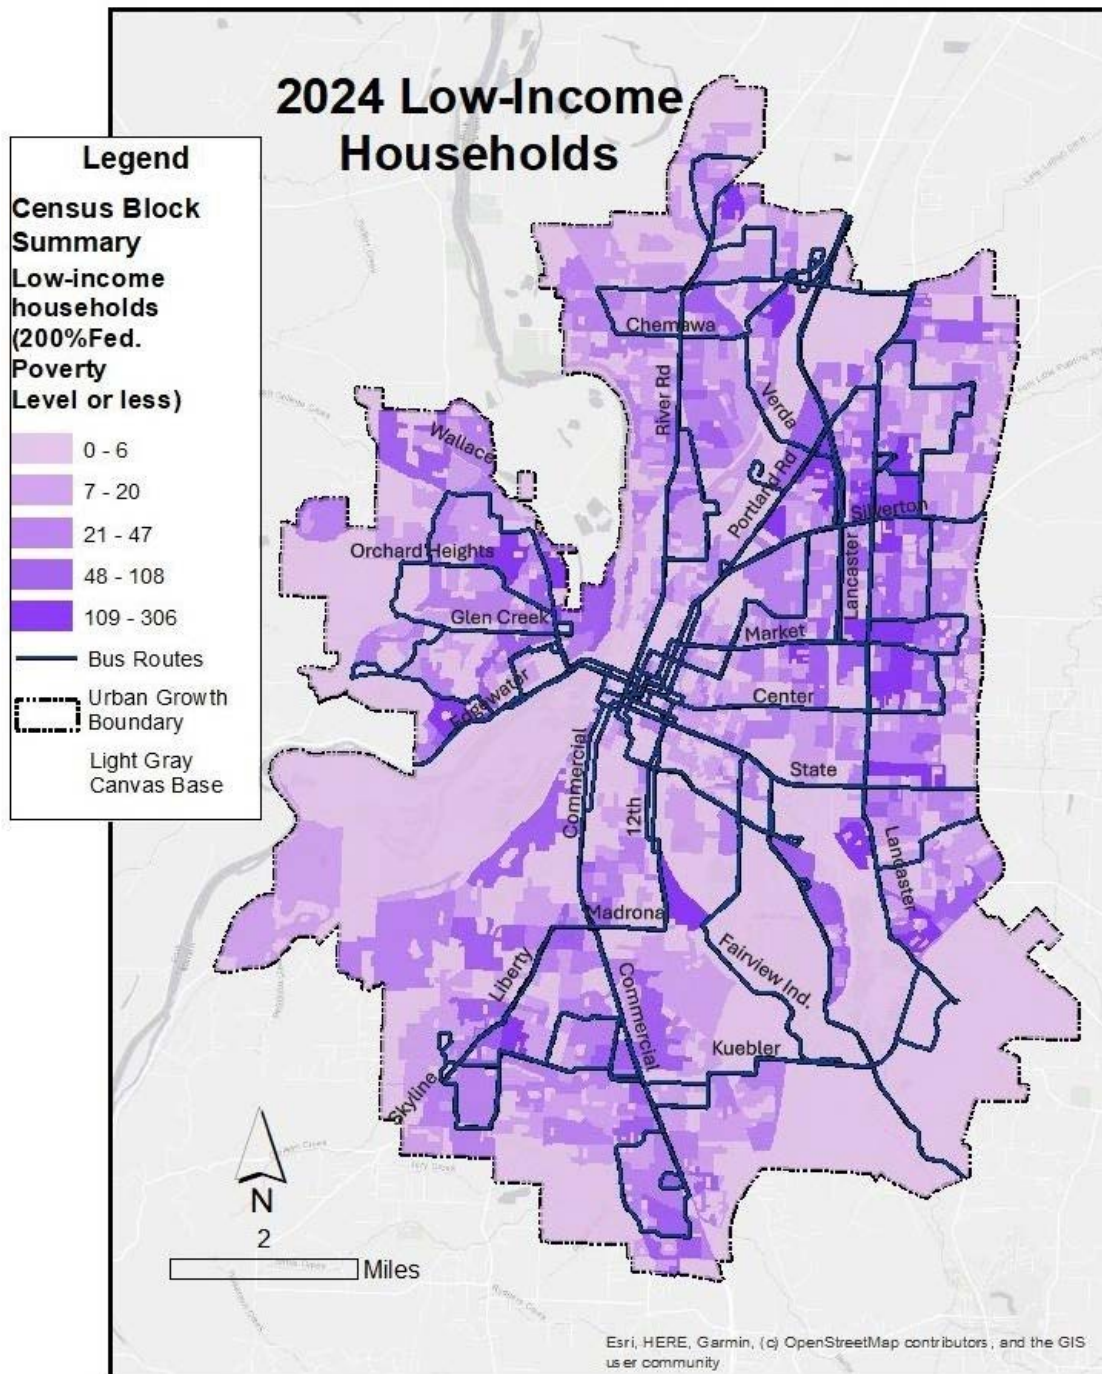 2024 Low-Income
Households
Legend
Census Block
Summary
Low-income
households
(200%Fed.
Poverty
Level or less)
0 - 6
7 - 20
21 - 47
48 - 108
109 - 306
Bus Routes
Urban Growth
Boundary
Light Gray
Canvas Base
Chemawa
River Rd
Verda
Wallace
Portland Rd
Silverton
Orchard Heights
Lancaster
Glen Creek
Market
Edgewater
Center
Commercial
State
12th
Lancaster
Madrona
Liberty
Fairview Ind.
Commercial
Kuebler
Skyline
N
2
Miles
Esri, HERE, Garmin, (c) OpenStreetMap contributors, and the GIS
user community